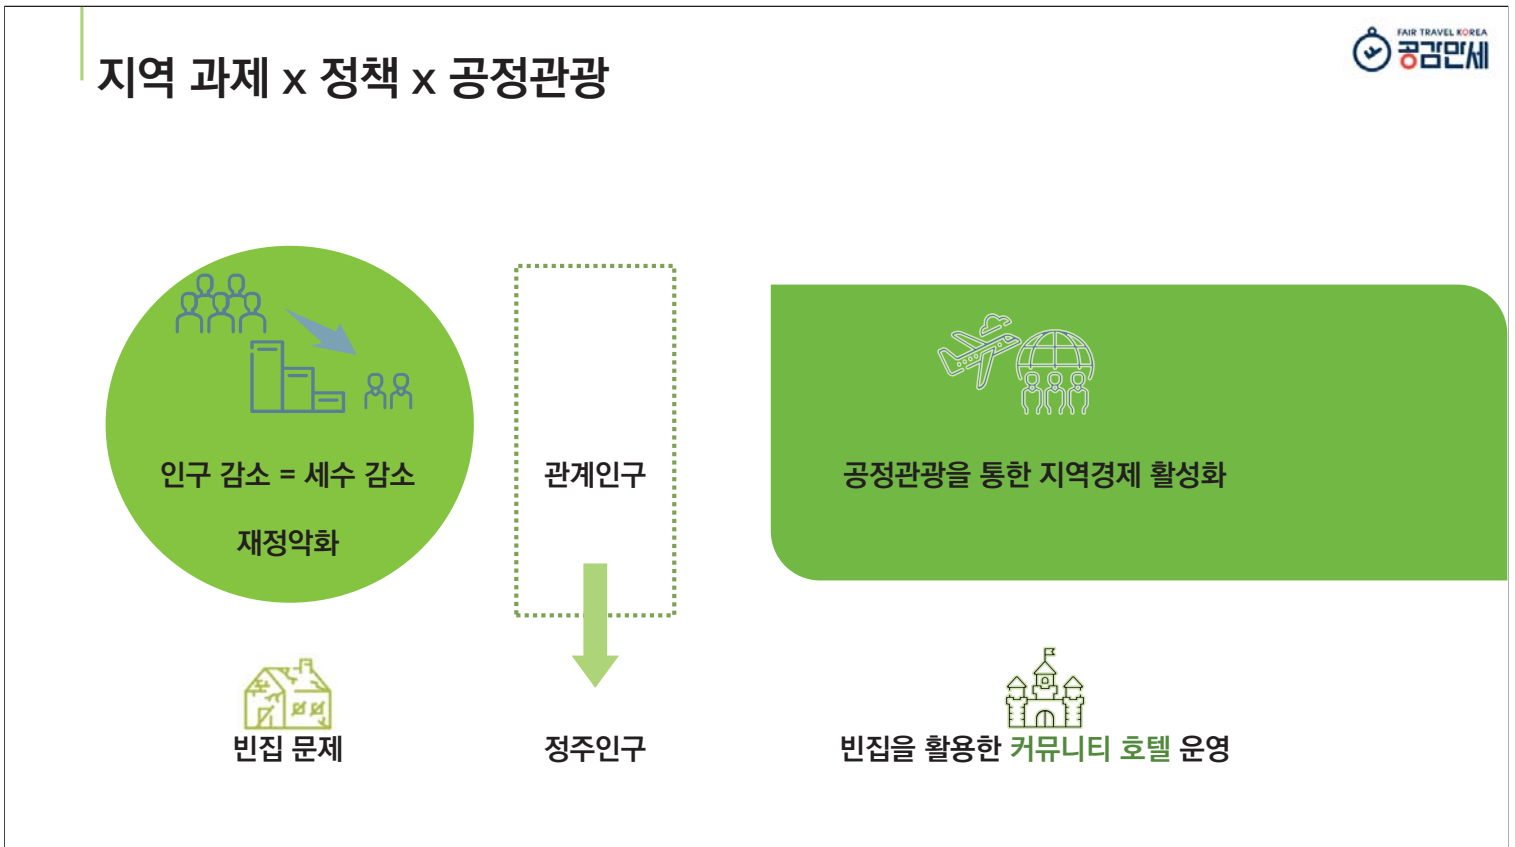 지역 과제 x 정책 x 공정관광
FAIR TRAVEL KOREA
공감만세
인구 감소 = 세수 감소
재정악화
관계인구
공정관광을 통한 지역경제 활성화
빈집 문제
정주인구
빈집을 활용한 커뮤니티 호텔 운영